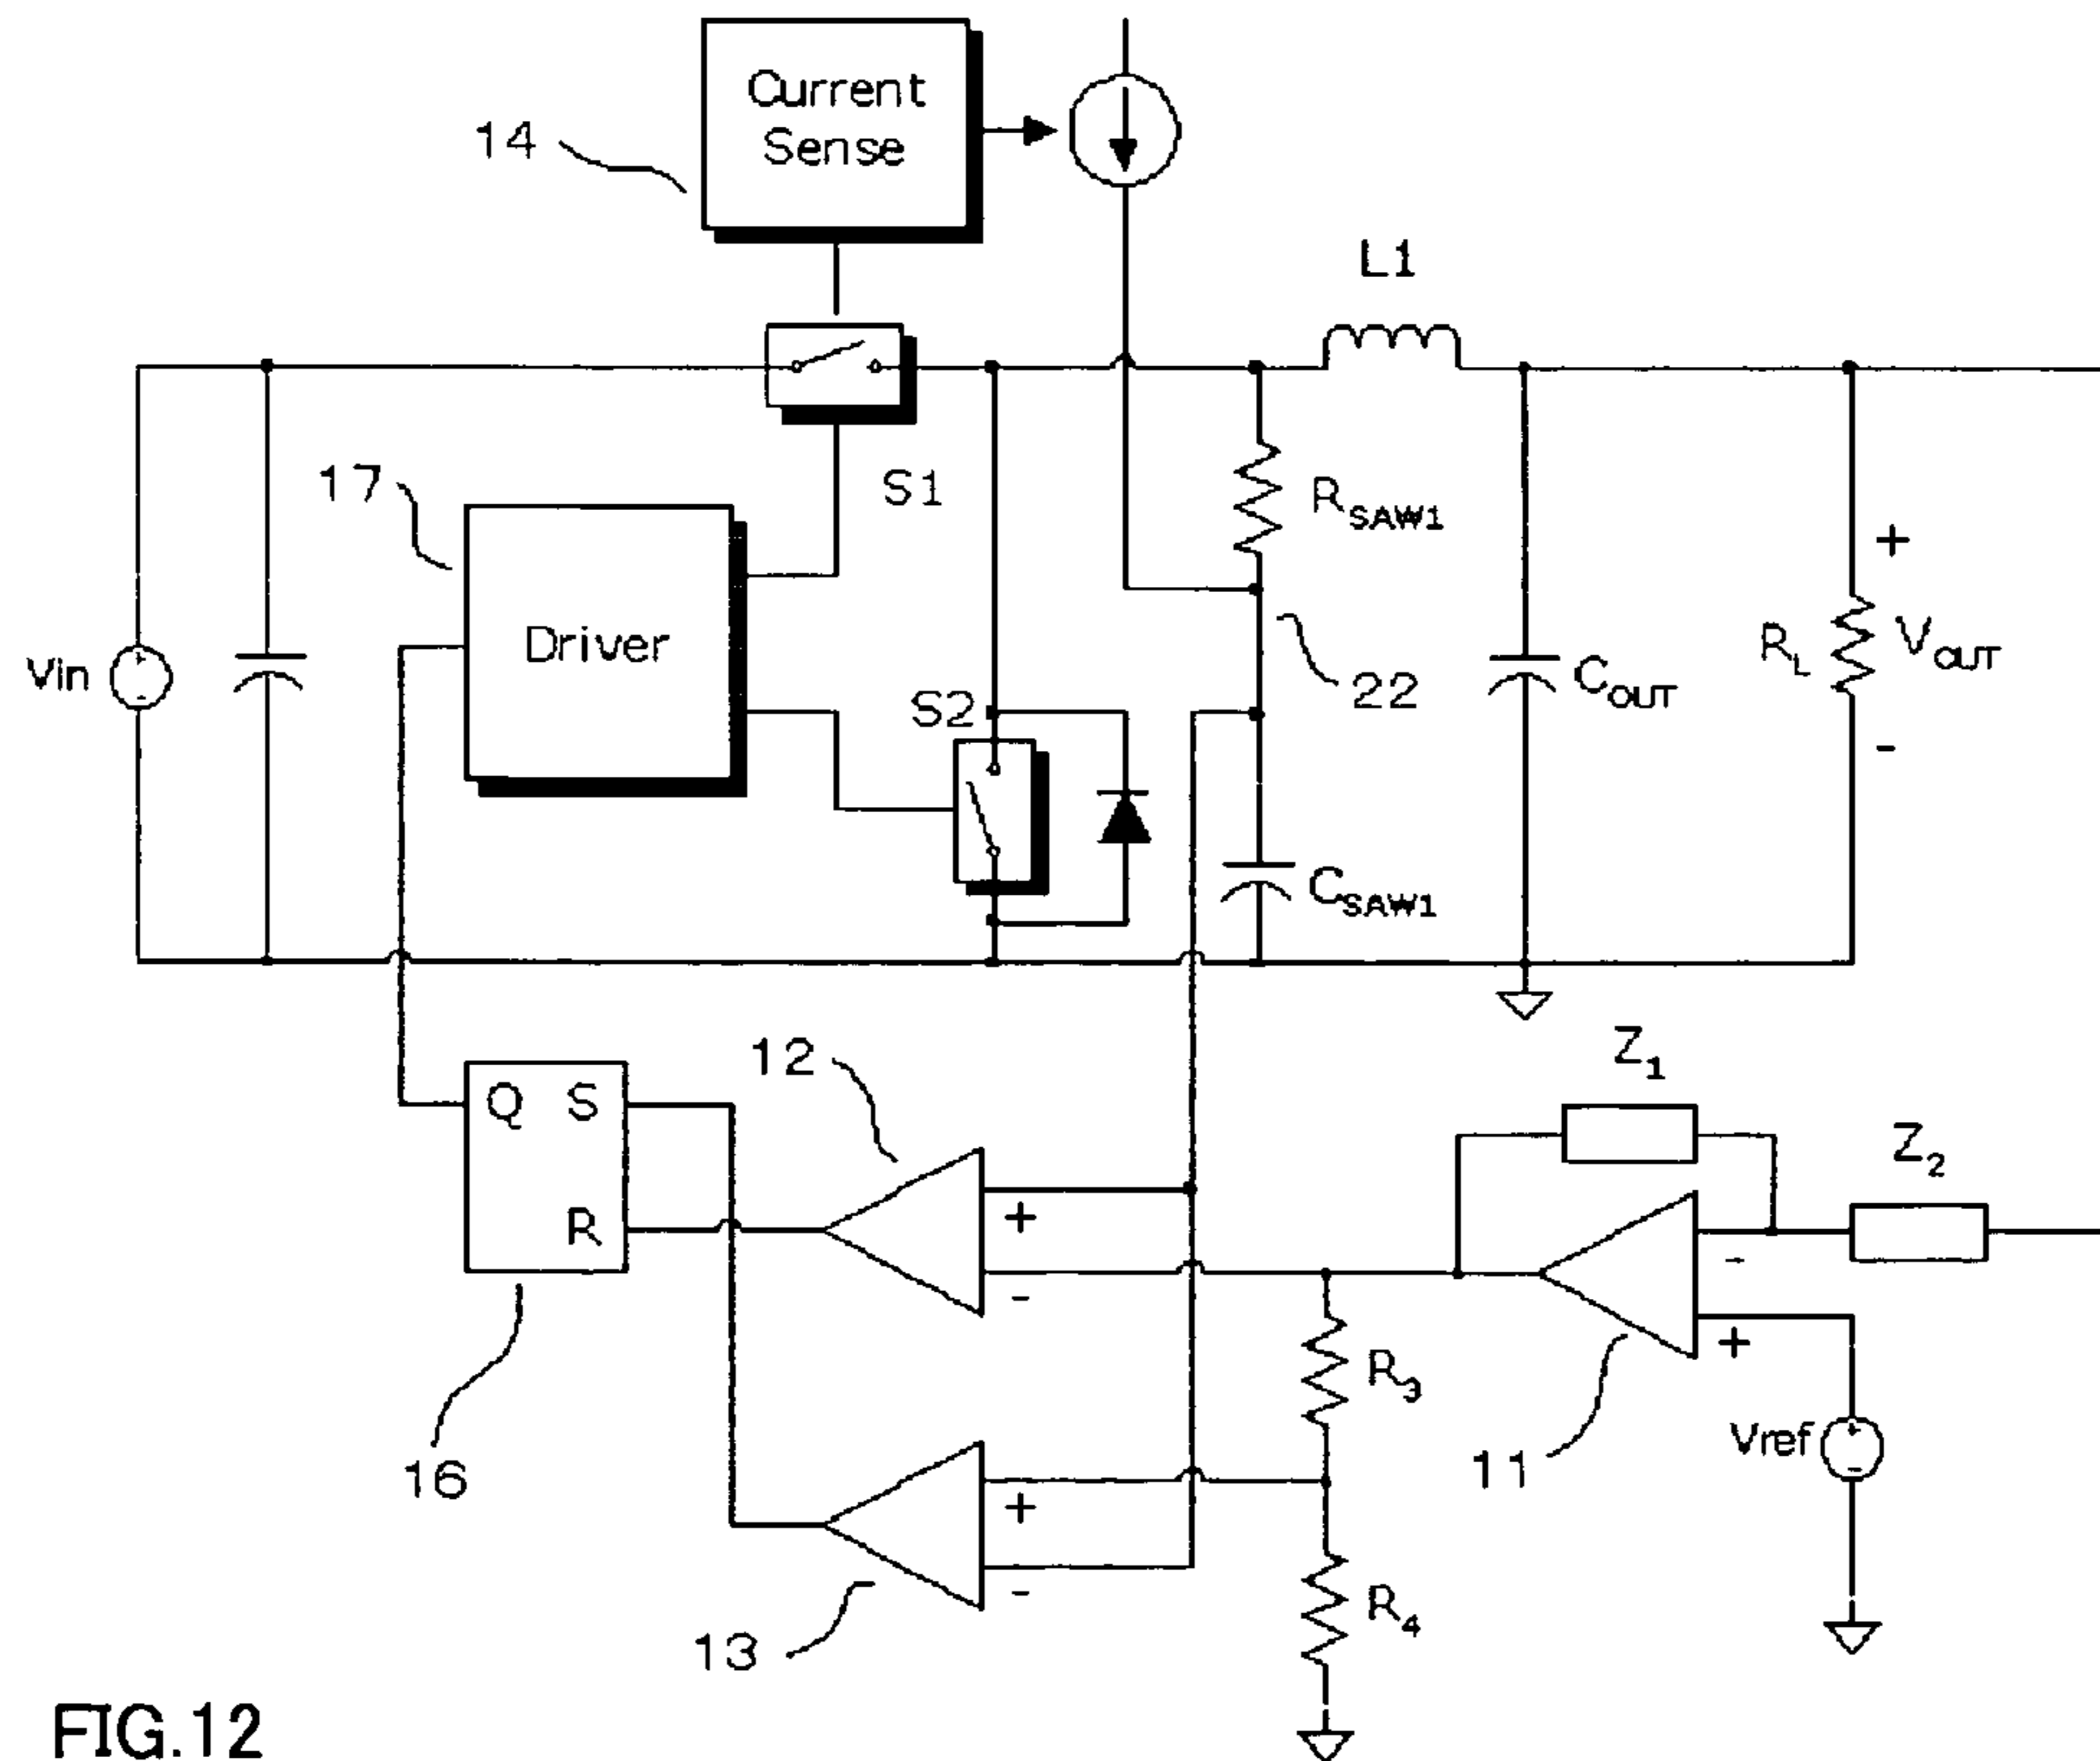 Current
Sense
14
L1
17
S1
R_SAW1
+
Driver
Vin
+
-
22
S2
C_OUT
R_L
V_OUT
-
C_SAW1
12
Z_1
Q S
Z_2
R
+
-
-
+
16
R_3
11
Vref
+
-
+
-
13
R_4
FIG.12